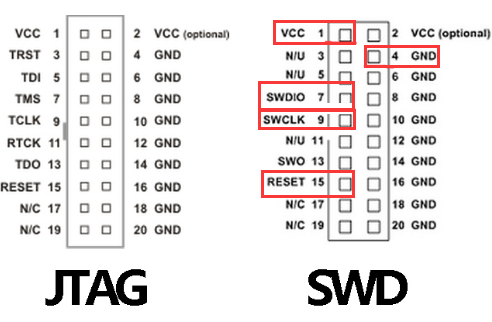 VCC 1 2 VCC (optional)
TRST 3 4 GND
TDI 5 6 GND
TMS 7 8 GND
TCLK 9 10 GND
RTCK 11 12 GND
TDO 13 14 GND
RESET 15 16 GND
N/C 17 18 GND
N/C 19 20 GND
JTAG
VCC 1 2 VCC (optional)
N/U 3 4 GND
N/U 5 6 GND
SWDIO 7 8 GND
SWCLK 9 10 GND
N/U 11 12 GND
SWO 13 14 GND
RESET 15 16 GND
N/C 17 18 GND
N/C 19 20 GND
SWD